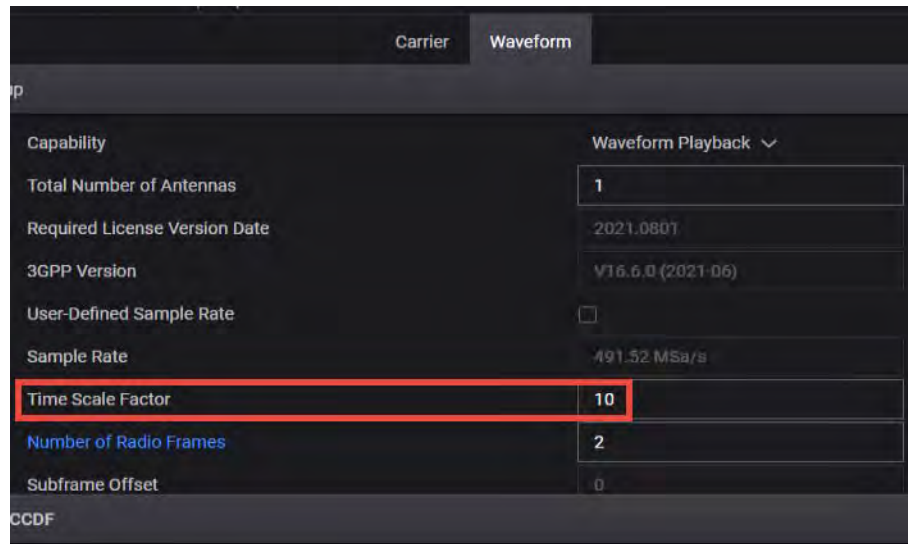 Carrier Waveform
up
Capability Waveform Playback
Total Number of Antennas 1
Required License Version Date 2021.0801
3GPP Version V16.6.0 (2021-06)
User-Defined Sample Rate
Sample Rate 491.52 MSa/s
Time Scale Factor 10
Number of Radio Frames 2
Subframe Offset 0
CCDF